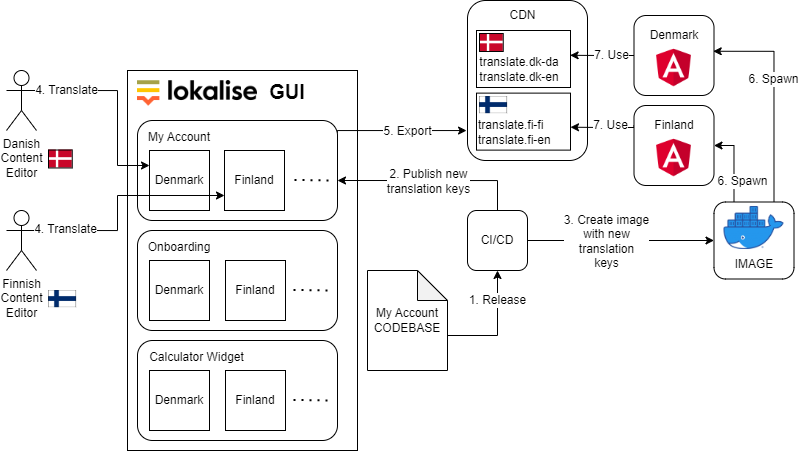 CDN
translate.dk-da
translate.dk-en
translate.fi-fi
translate.fi-en
7. Use
Denmark
7. Use
Finland
6. Spawn
6. Spawn
4. Translate
Danish
Content
Editor
4. Translate
Finnish
Content
Editor
lokalise GUI
My Account
Denmark
Finland
.....
Onboarding
Denmark
Finland
.....
Calculator Widget
Denmark
Finland
.....
5. Export
2. Publish new
translation keys
CI/CD
3. Create image
with new
translation
keys
IMAGE
1. Release
My Account
CODEBASE